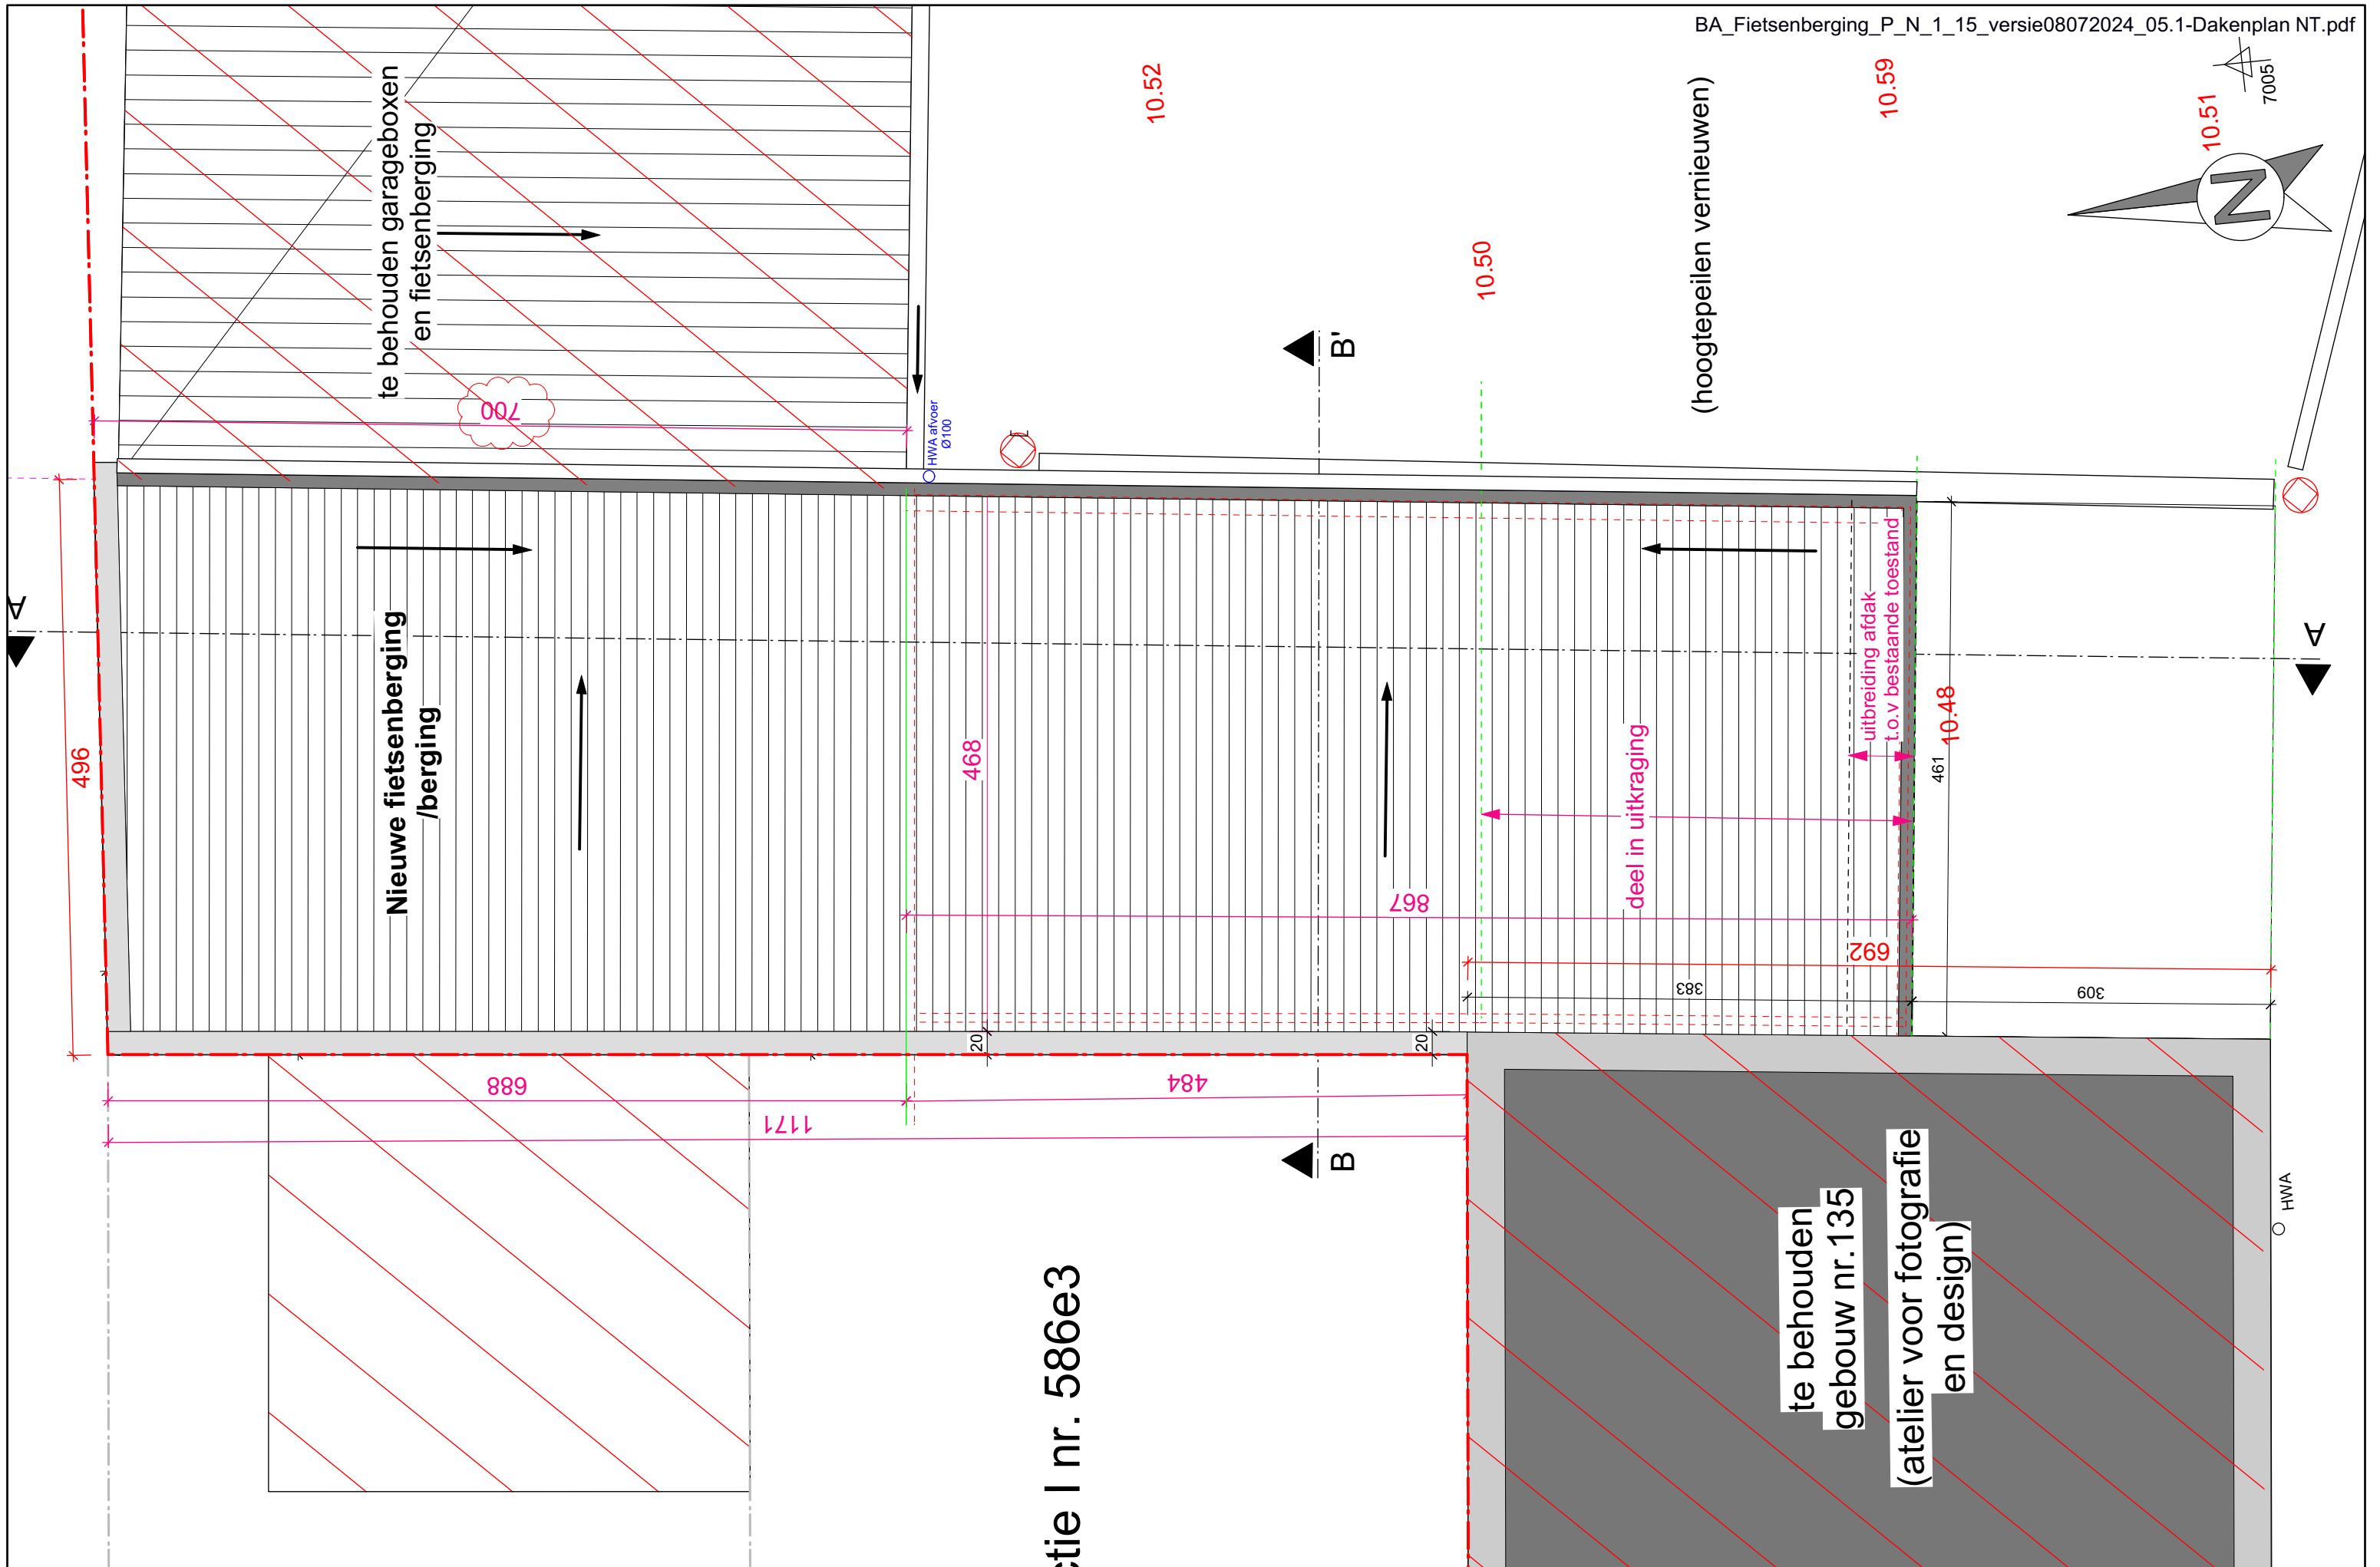 BA_Fietsenberging_P_N_1_15_versie08072024_05.1-Dakenplan NT.pdf
te behouden garageboxen
en fietsenberging
10.52
10.59
10.51
7005
N
(hoogtepeilen vernieuwen)
10.50
B'
700
HWA afvoer
Ø100
A
A
Nieuwe fietsenberging
/berging
496
468
uitbreiding afdak
t.o.v bestaande toestand
10.48
461
deel in uitkraging
867
692
383
309
20
20
688
484
1171
B
ctie I nr. 586e3
te behouden
gebouw nr.135
(atelier voor fotografie
en design)
HWA